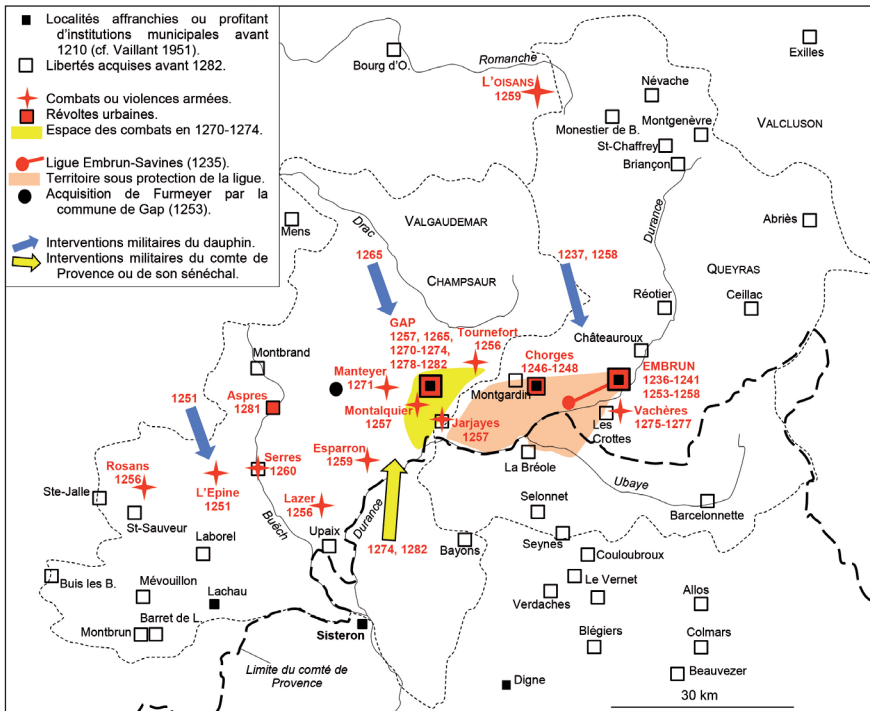 Localités affranchies ou profitant
d'institutions municipales avant
1210 (cf. Vaillant 1951).
Libertés acquises avant 1282.
Combats ou violences armées.
Révoltes urbaines.
Espace des combats en 1270-1274.
Ligue Embrun-Savines (1235).
Territoire sous protection de la ligue.
Acquisition de Furmeyer par la
commune de Gap (1253).
Interventions militaires du dauphin.
Interventions militaires du comte de
Provence ou de son sénéchal.
Bourg d'O.
Romanche
L'OISANS
1259
Exilles
Névache
Monestier de B.
Montgenèvre
St-Chaffrey
Briançon
VALCLUSON
Mens
Drac
VALGAUDEMAR
CHAMPSAUR
Durance
Abriès
QUEYRAS
Ceillac
Réotier
1265
1237, 1258
Châteauroux
GAP
1257, 1265,
1270-1274,
1278-1282
Tournefort
1256
Chorges
1246-1248
EMBRUN
1236-1241
1253-1258
Montbrand
Manteyer
1271
Montgardin
Aspres
1281
Montalquier
1257
Jarjayes
1257
Les
Crottes
Vachères
1275-1277
1251
Rosans
1256
L'Epine
1251
Serres
1260
Esparron
1259
La Bréole
Ubaye
Ste-Jalle
St-Sauveur
Lazer
1256
Durance
Selonnet
Barcelonnette
Buëch
Upaix
1274, 1282
Bayons
Seynes
Laborel
Couloubroux
Buis les B.
Mévouillon
Lachau
Le Vernet
Verdaches
Allos
Montbrun
Barret de L.
Sisteron
Blégiers
Colmars
Limite du comté de
Provence
Digne
Beauvezer
30 km